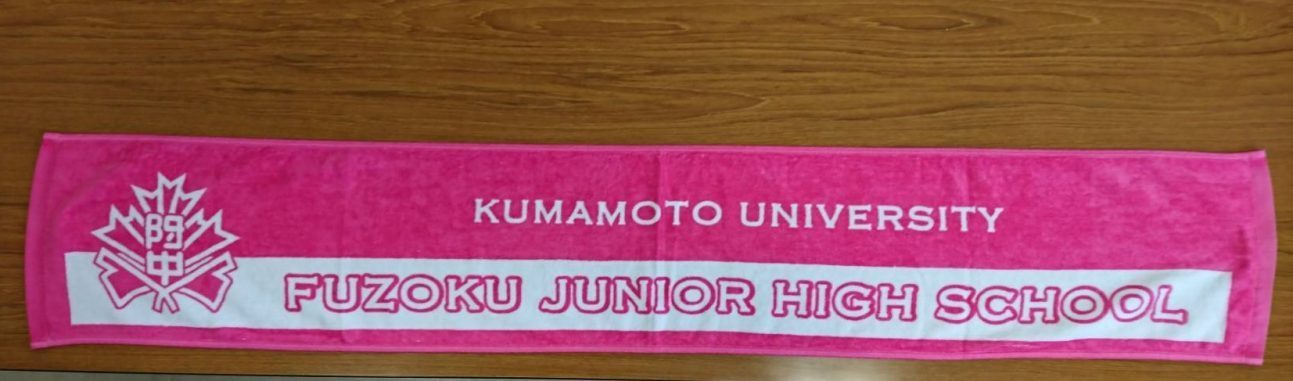 附中
KUMAMOTO UNIVERSITY
FUZOKU JUNIOR HIGH SCHOOL